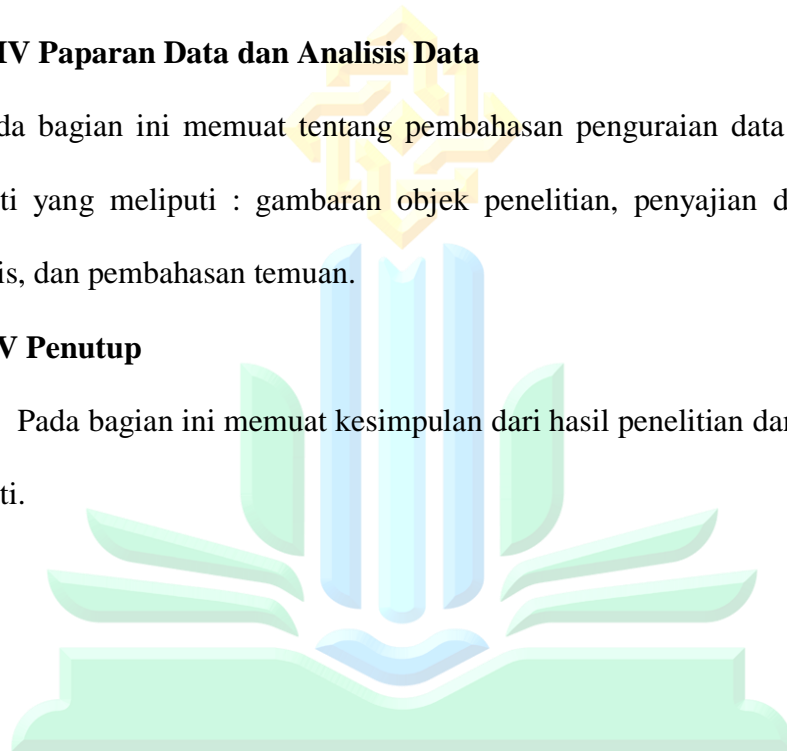 IV Paparan Data dan Analisis Data
da bagian ini memuat tentang pembahasan penguraian data
ti yang meliputi : gambaran objek penelitian, penyajian d
is, dan pembahasan temuan.
V Penutup
Pada bagian ini memuat kesimpulan dari hasil penelitian dar
ti.